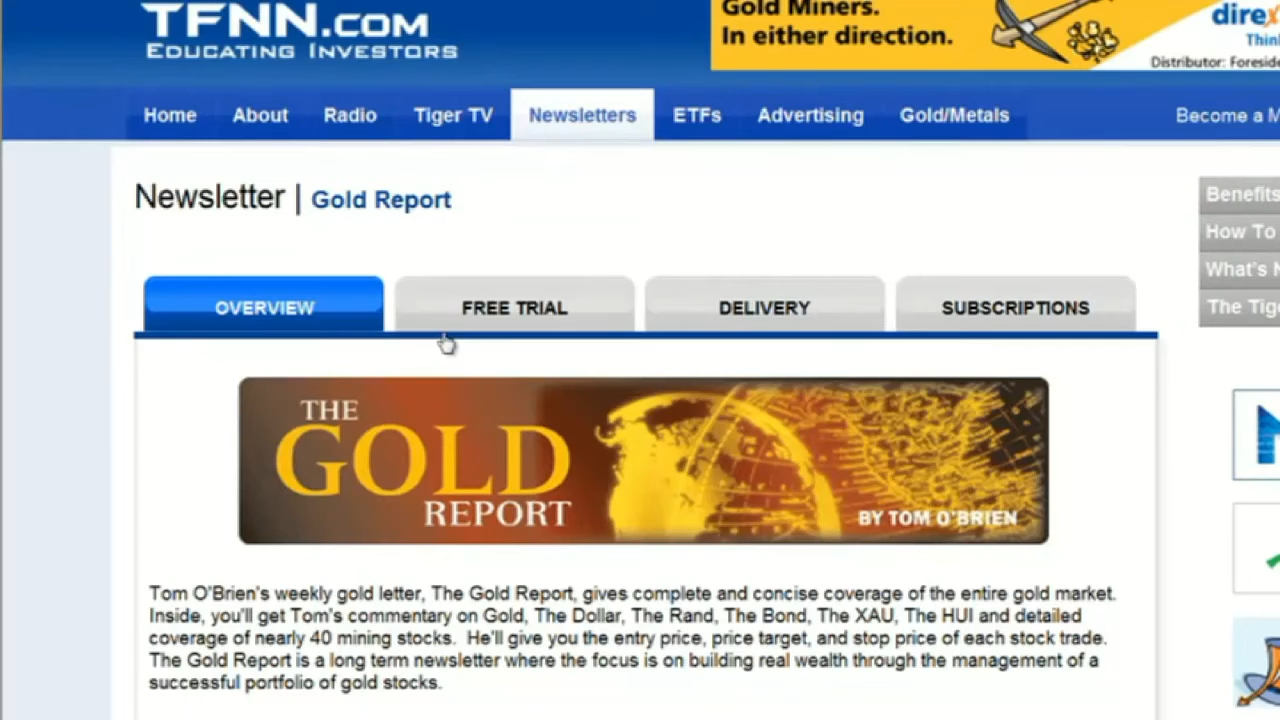 TFNN.COM
EDUCATING INVESTORS
Gold Miners.
In either direction.
Distributor:
Home About Radio Tiger TV Newsletters ETFs Advertising Gold/Metals Become a
Newsletter | Gold Report
Benefits
How To
What's
The
OVERVIEW FREE TRIAL DELIVERY SUBSCRIPTIONS
THE
GOLD
REPORT
BY TOM O'BRIEN
Tom O'Brien's weekly gold letter, The Gold Report, gives complete and concise coverage of the entire gold market.
Inside, you'll get Tom's commentary on Gold, The Dollar, The Rand, The Bond, The XAU, The HUI and detailed
coverage of nearly 40 mining stocks. He'll give you the entry price, price target, and stop price of each stock trade.
The Gold Report is a long term newsletter where the focus is on building real wealth through the management of a
successful portfolio of gold stocks.